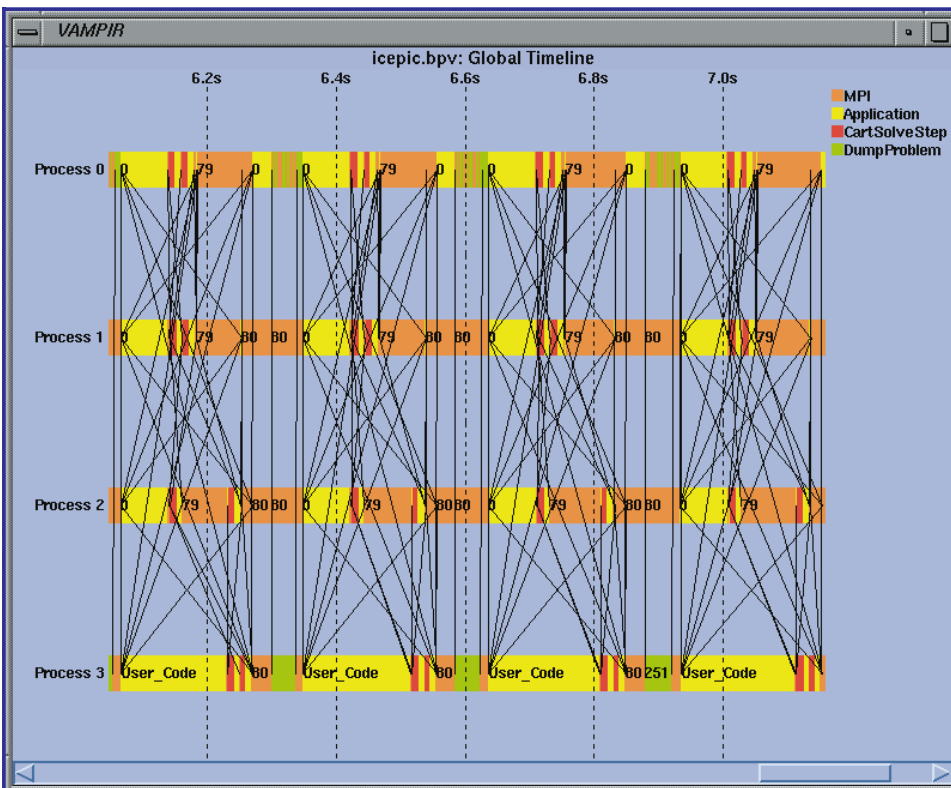 VAMPIR
icepic.bpv: Global Timeline
6.2s 6.4s 6.6s 6.8s 7.0s
MPI
Application
CartSolveStep
DumpProblem
Process 0 0 79 0 0 79 0 0 79 0 0 79
Process 1 0 79 80 80 0 79 80 80 0 79 80 80 0 79
Process 2 0 79 80 80 0 79 80 80 0 79 80 80 0 79
Process 3 User_Code 80 User_Code 80 User_Code 80 251 User_Code